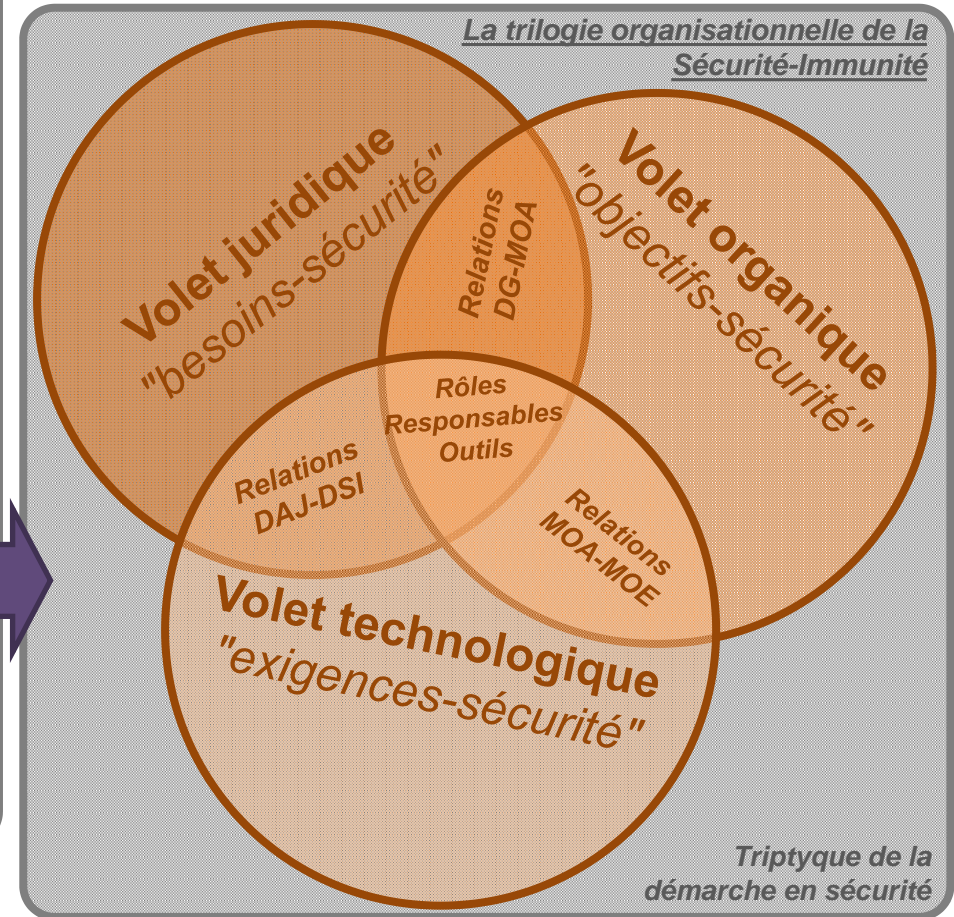 La trilogie organisationnelle de la
Sécurité-Immunité
Volet juridique
"besoins-sécurité"
Volet organique
"objectifs-sécurité"
Relations
DG-MOA
Rôles
Responsables
Outils
Relations
DAJ-DSI
Relations
MOA-MOE
Volet technologique
"exigences-sécurité"
Triptyque de la
démarche en sécurité